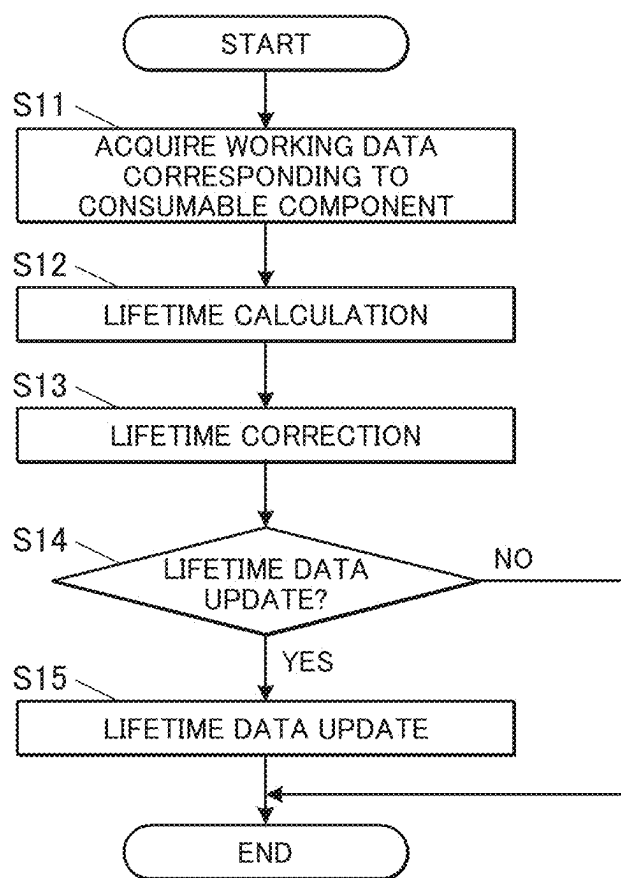 START
S11
ACQUIRE WORKING DATA
CORRESPONDING TO
CONSUMABLE COMPONENT
S12
LIFETIME CALCULATION
S13
LIFETIME CORRECTION
S14
LIFETIME DATA
UPDATE?
NO
YES
S15
LIFETIME DATA UPDATE
END